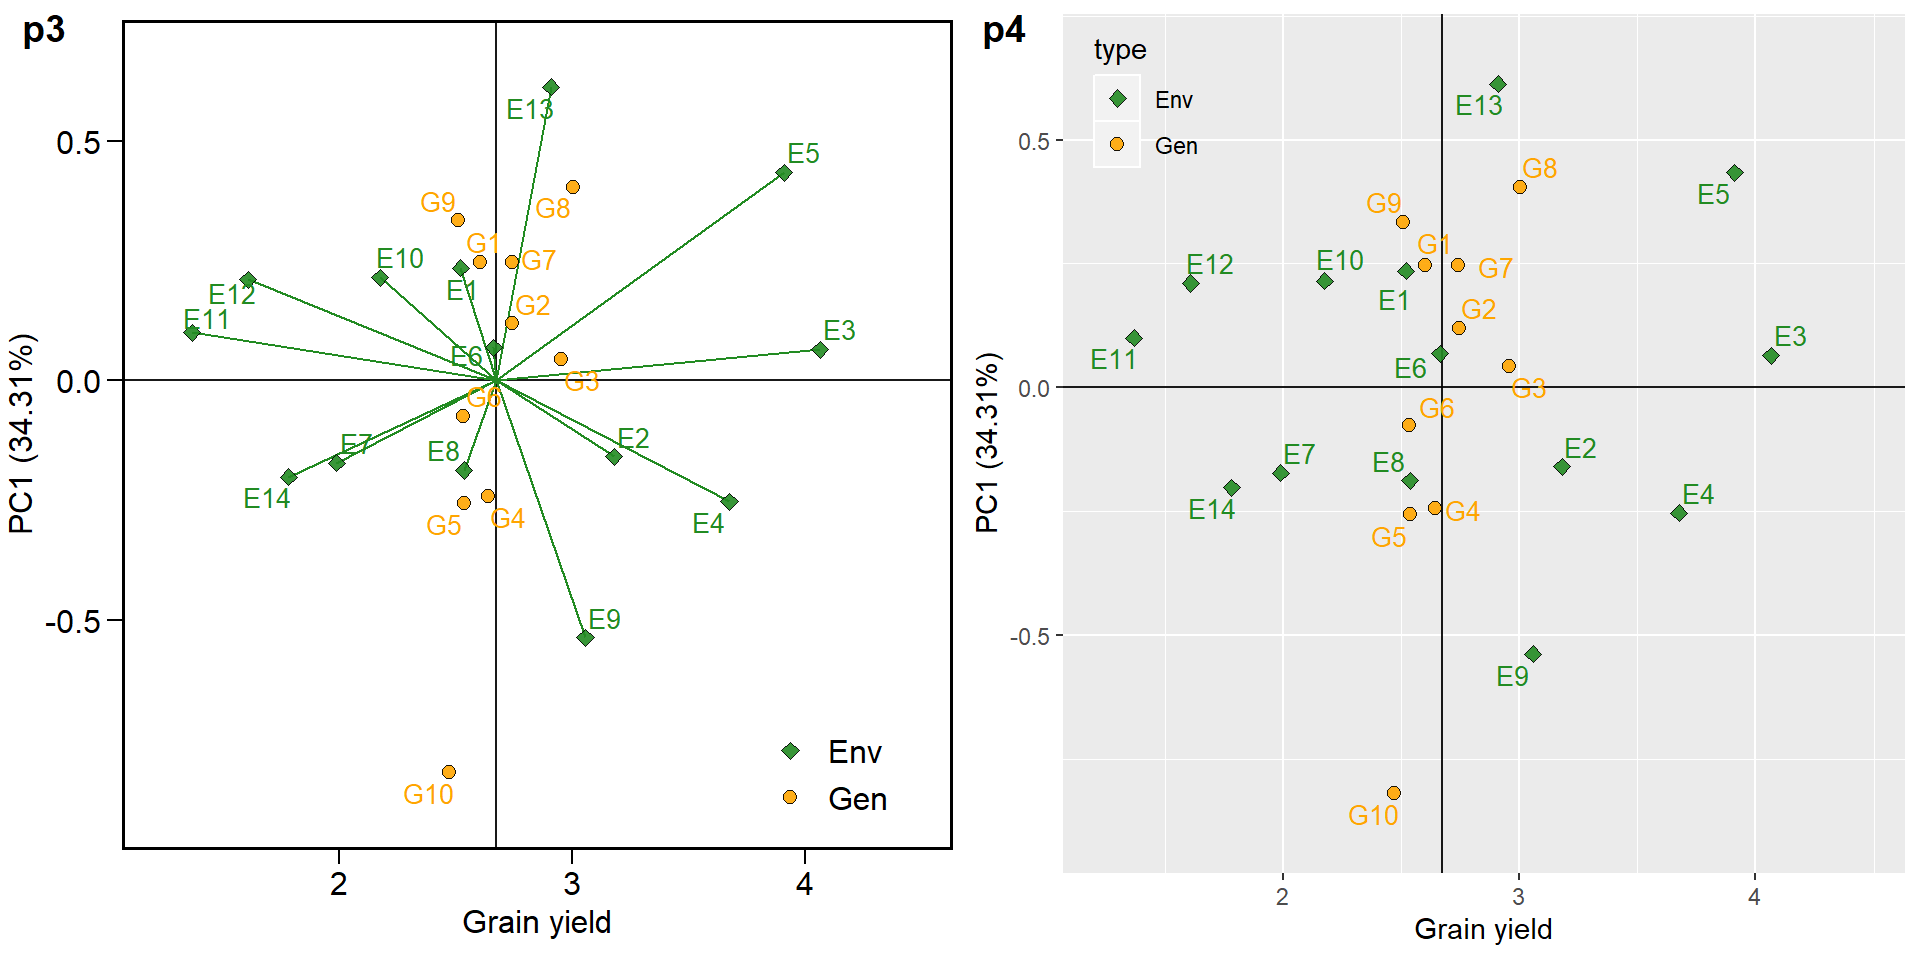 p3
E13
0.5
E5
G9
G8
G1
E10
G7
E12
E1
G2
E11
E3
E6
0.0
G3
G6
E7
E8
E2
E14
G5
G4
E4
-0.5
E9
Env
G10
Gen
2
3
4
Grain yield
PC1 (34.31%)
p4
type
Env
E13
0.5
Gen
G8
E5
G9
G1
E12
E10
G7
E1
G2
E3
E11
E6
0.0
G3
G6
E7
E2
E8
E14
G4
E4
G5
-0.5
E9
G10
2
3
4
Grain yield
PC1 (34.31%)